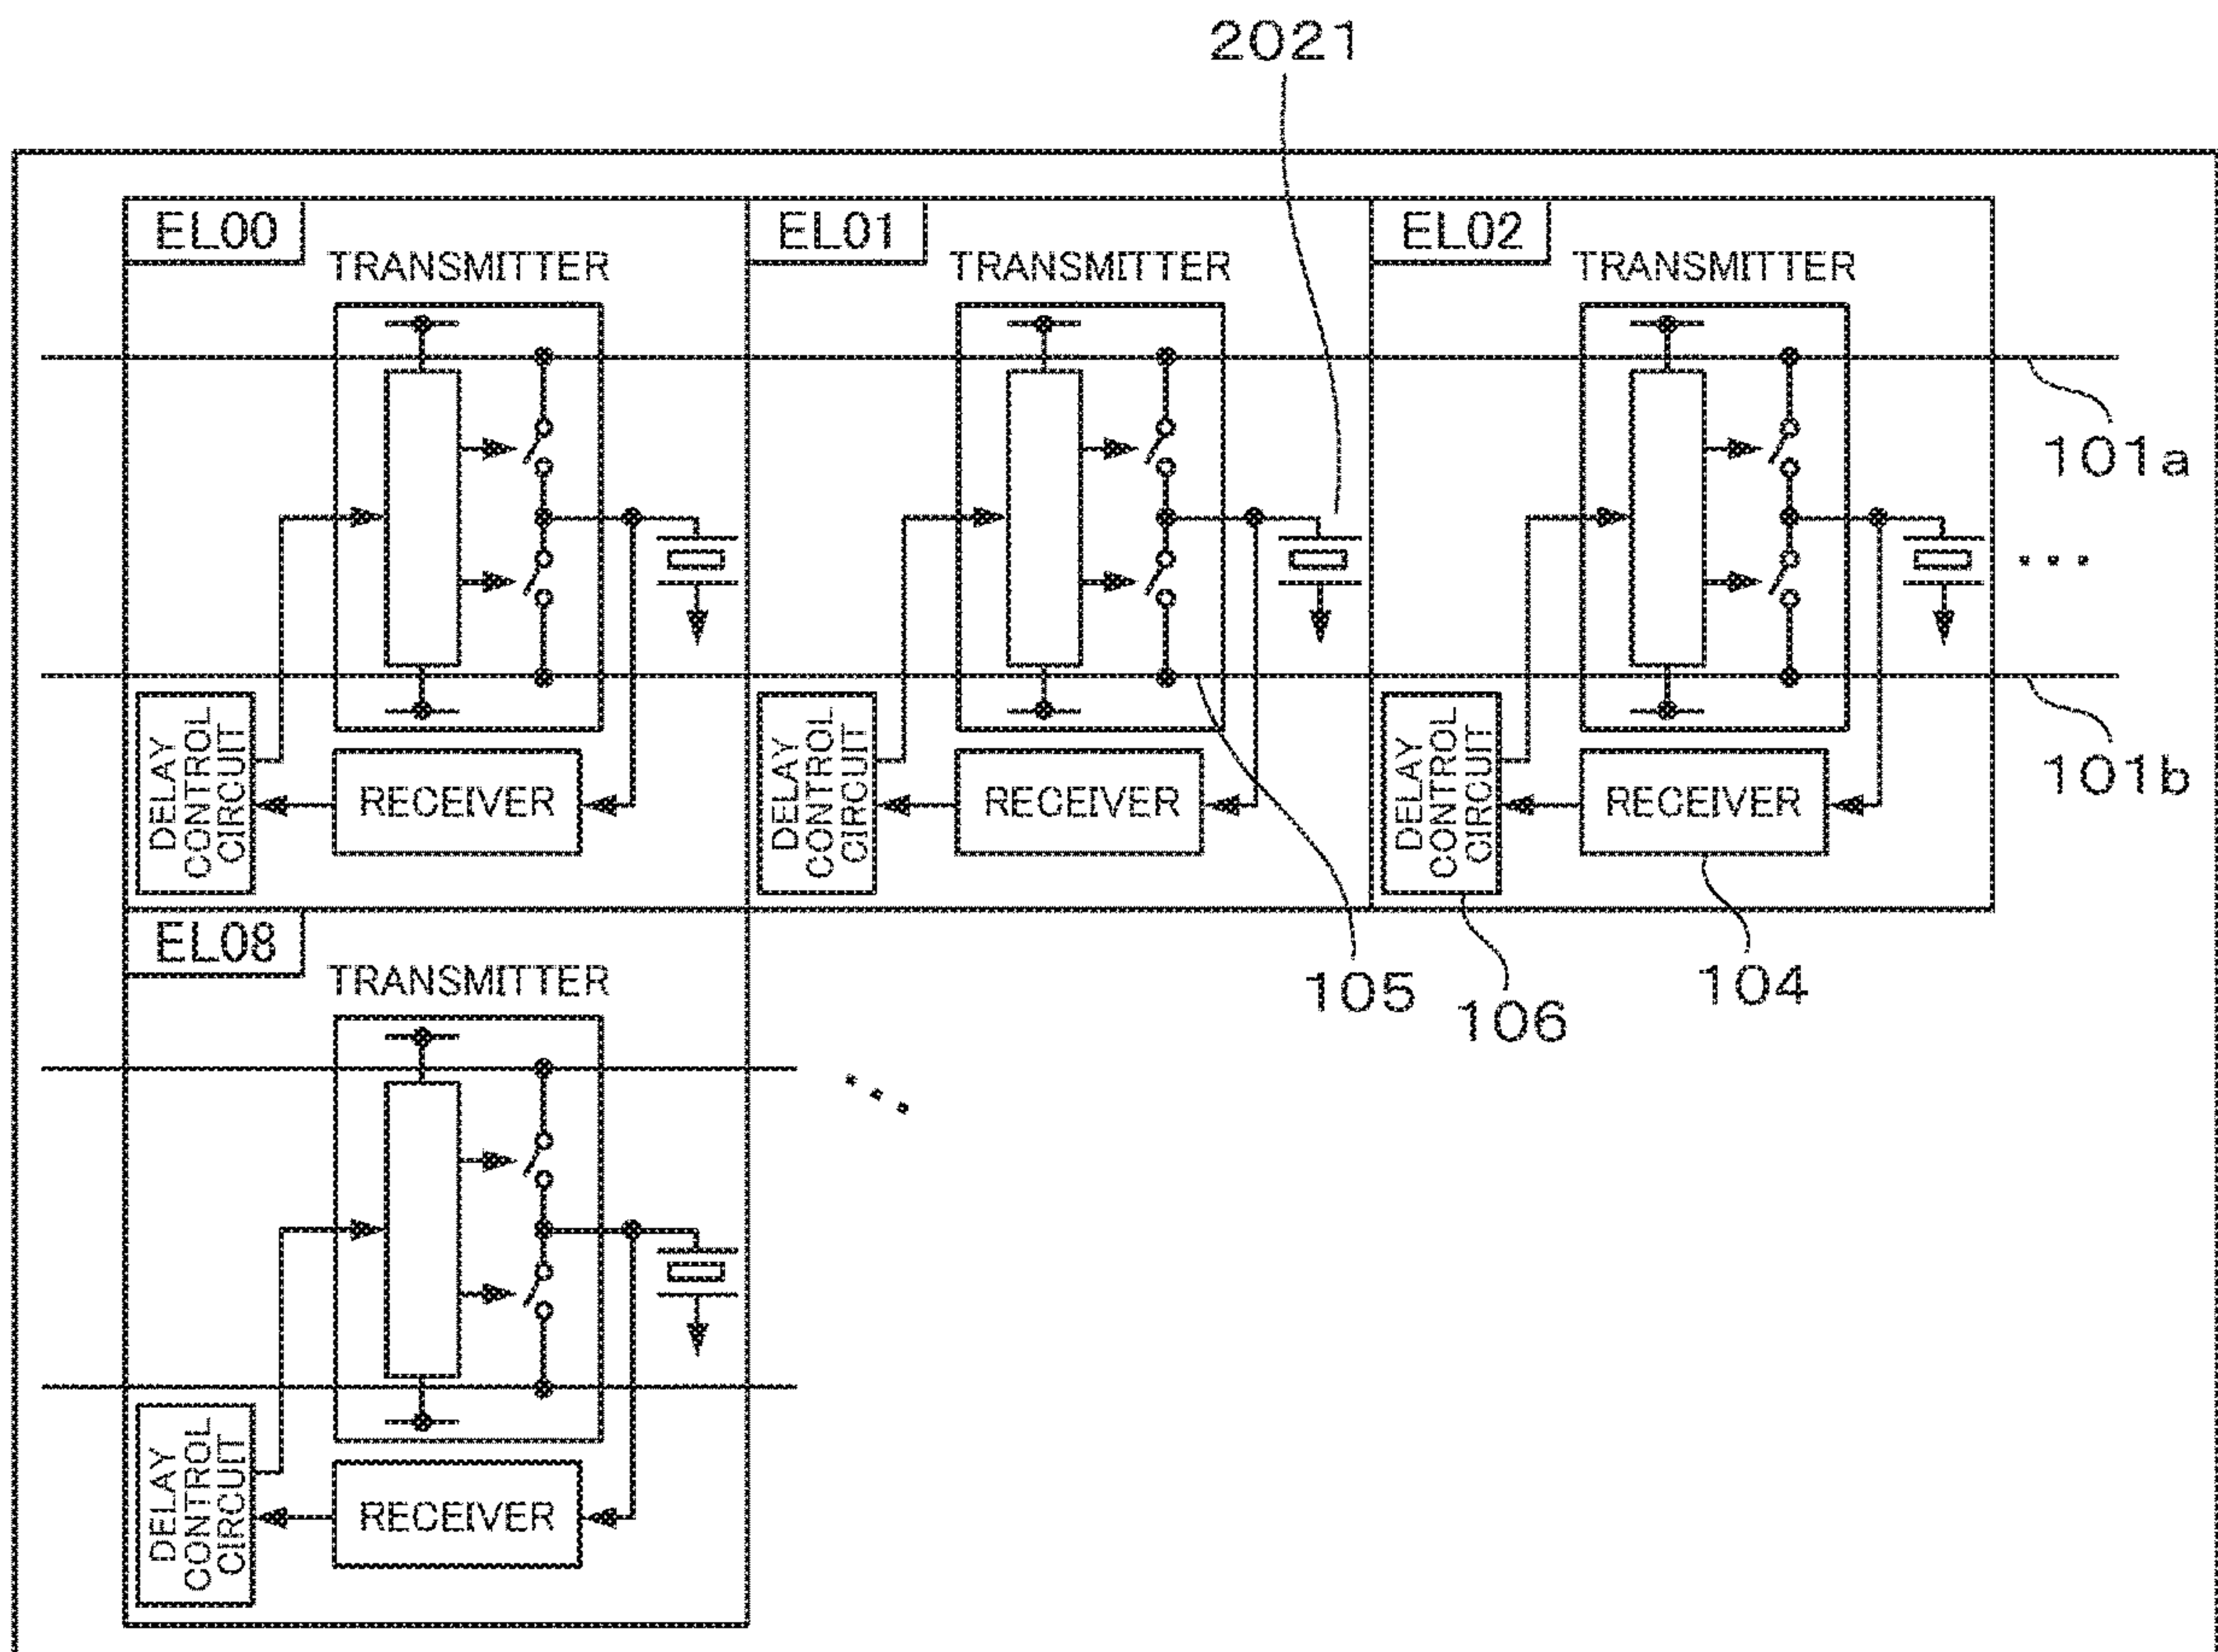 2021
EL00
TRANSMITTER
EL01
TRANSMITTER
EL02
TRANSMITTER
101a
101b
DELAY
CONTROL
CIRCUIT
RECEIVER
DELAY
CONTROL
CIRCUIT
RECEIVER
DELAY
CONTROL
CIRCUIT
RECEIVER
105
106
104
EL08
TRANSMITTER
DELAY
CONTROL
CIRCUIT
RECEIVER